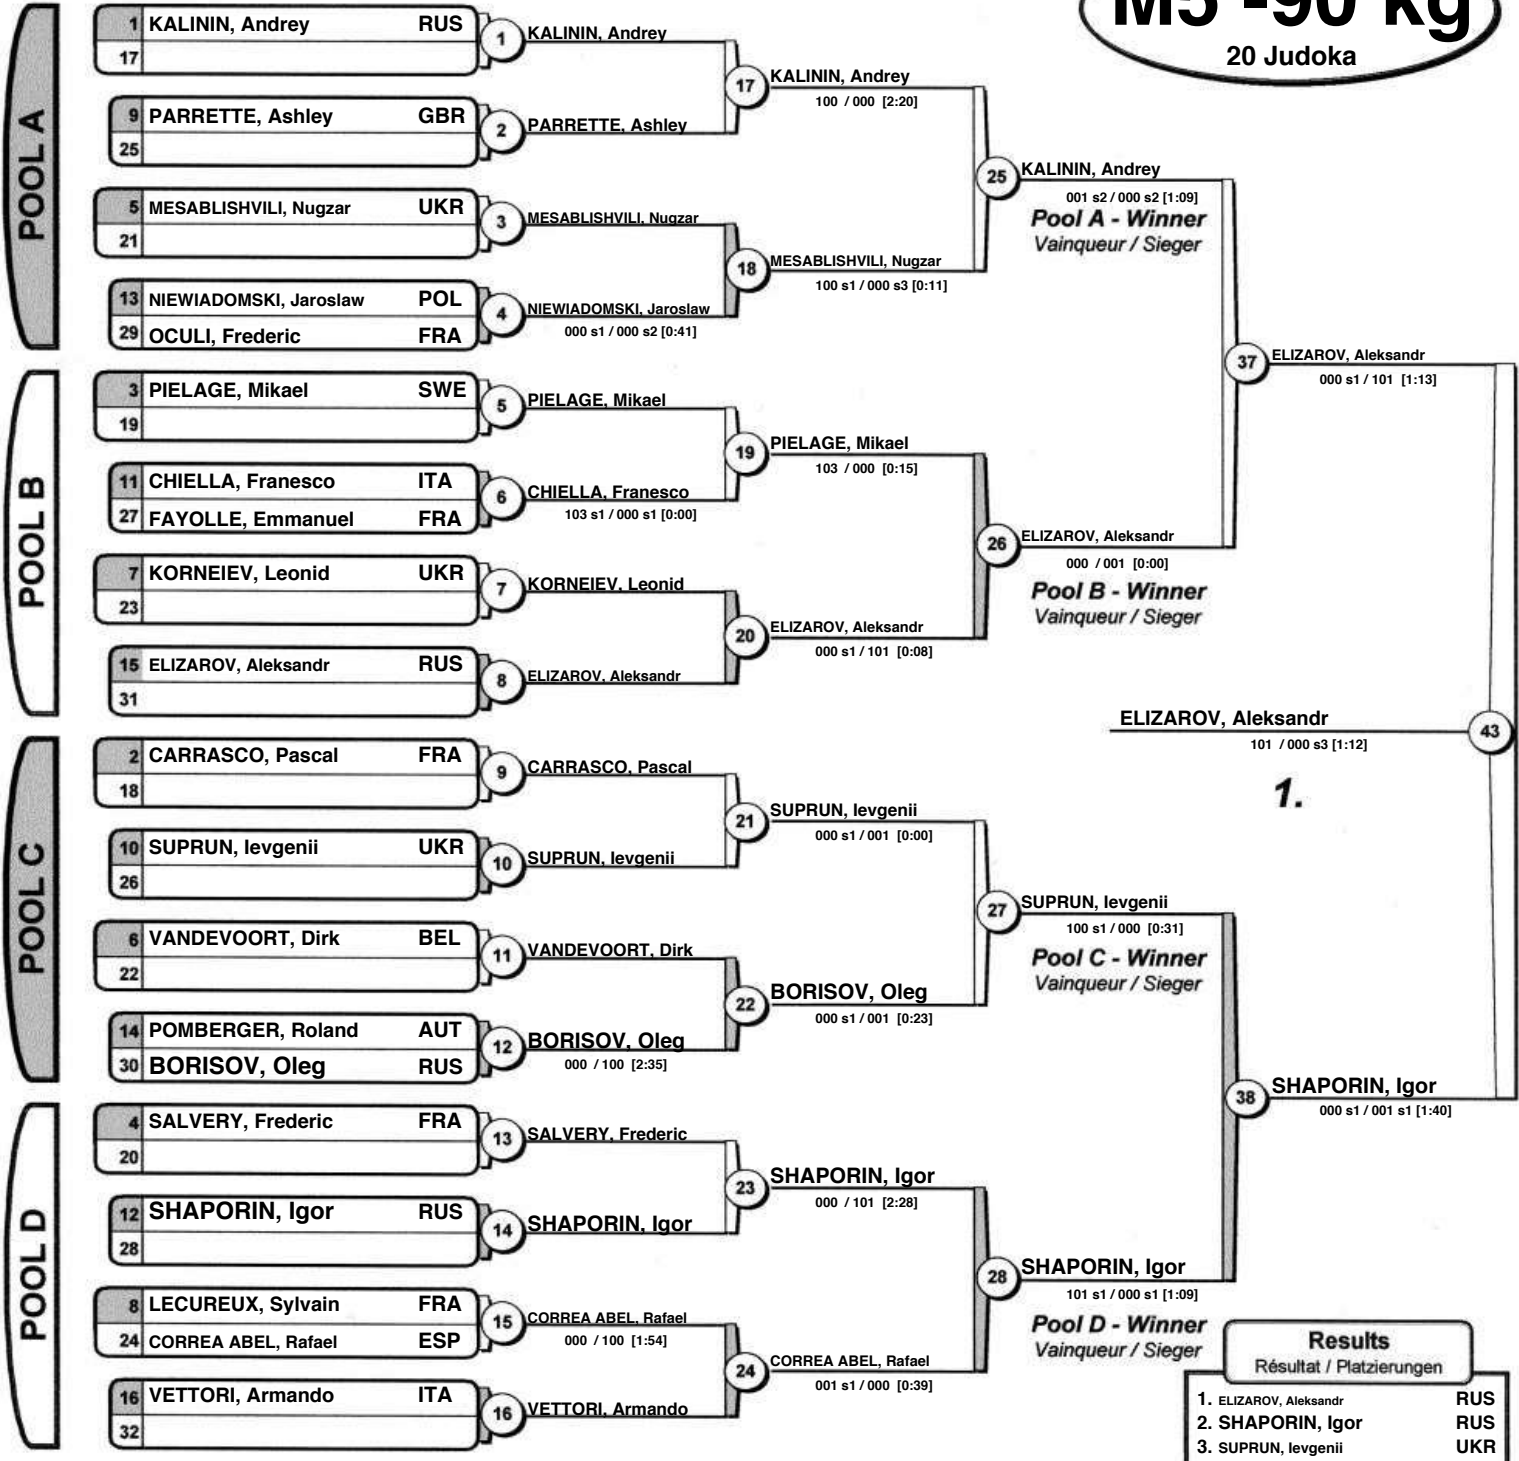 M5 -90 kg
20 Judoka
POOL A
1 KALININ, Andrey RUS
17
1 KALININ, Andrey
9 PARRETTE, Ashley GBR
25
2 PARRETTE, Ashley
17 KALININ, Andrey
100 / 000 [2:20]
5 MESABLISHVILI, Nugzar UKR
21
3 MESABLISHVILI, Nugzar
13 NIEWIADOMSKI, Jaroslaw POL
29 OCULI, Frederic FRA
4 NIEWIADOMSKI, Jaroslaw
000 s1 / 000 s2 [0:41]
18 MESABLISHVILI, Nugzar
100 s1 / 000 s3 [0:11]
25 KALININ, Andrey
001 s2 / 000 s2 [1:09]
Pool A - Winner
Vainqueur / Sieger
POOL B
3 PIELAGE, Mikael SWE
19
5 PIELAGE, Mikael
11 CHIELLA, Franesco ITA
27 FAYOLLE, Emmanuel FRA
6 CHIELLA, Franesco
103 s1 / 000 s1 [0:00]
19 PIELAGE, Mikael
103 / 000 [0:15]
7 KORNEIEV, Leonid UKR
23
7 KORNEIEV, Leonid
15 ELIZAROV, Aleksandr RUS
31
8 ELIZAROV, Aleksandr
20 ELIZAROV, Aleksandr
000 s1 / 101 [0:08]
26 ELIZAROV, Aleksandr
000 / 001 [0:00]
Pool B - Winner
Vainqueur / Sieger
37 ELIZAROV, Aleksandr
000 s1 / 101 [1:13]
POOL C
2 CARRASCO, Pascal FRA
18
9 CARRASCO, Pascal
10 SUPRUN, Ievgenii UKR
26
10 SUPRUN, Ievgenii
21 SUPRUN, Ievgenii
000 s1 / 001 [0:00]
6 VANDEVOORT, Dirk BEL
22
11 VANDEVOORT, Dirk
14 POMBERGER, Roland AUT
30 BORISOV, Oleg RUS
12 BORISOV, Oleg
000 / 100 [2:35]
22 BORISOV, Oleg
000 s1 / 001 [0:23]
27 SUPRUN, Ievgenii
100 s1 / 000 [0:31]
Pool C - Winner
Vainqueur / Sieger
POOL D
4 SALVERY, Frederic FRA
20
13 SALVERY, Frederic
12 SHAPORIN, Igor RUS
28
14 SHAPORIN, Igor
23 SHAPORIN, Igor
000 / 101 [2:28]
8 LECUREUX, Sylvain FRA
24 CORREA ABEL, Rafael ESP
15 CORREA ABEL, Rafael
000 / 100 [1:54]
16 VETTORI, Armando ITA
32
16 VETTORI, Armando
24 CORREA ABEL, Rafael
001 s1 / 000 [0:39]
28 SHAPORIN, Igor
101 s1 / 000 s1 [1:09]
Pool D - Winner
Vainqueur / Sieger
38 SHAPORIN, Igor
000 s1 / 001 s1 [1:40]
ELIZAROV, Aleksandr 43
101 / 000 s3 [1:12]
1.
Results
Résultat / Platzierungen
1. ELIZAROV, Aleksandr RUS
2. SHAPORIN, Igor RUS
3. SUPRUN, Ievgenii UKR